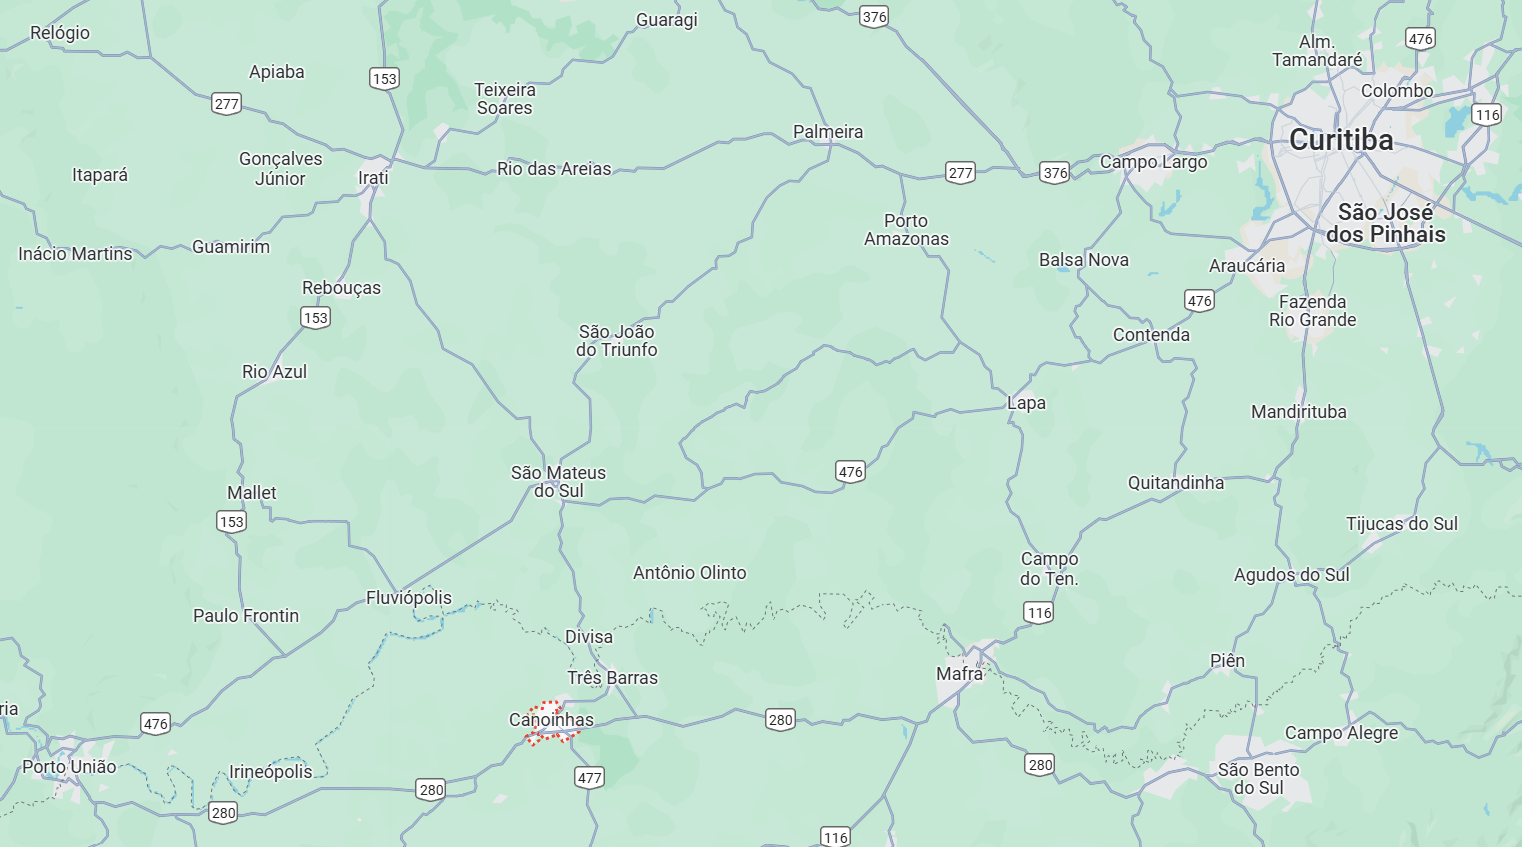 Relógio
Guaragi
376
Alm.
Tamandaré
476
Apiaba
153
Teixeira
Soares
277
Colombo
116
Palmeira
Curitiba
Gonçalves
Júnior
Itapará
Irati
Rio das Areias
277
376
Campo Largo
São José
dos Pinhais
Porto
Amazonas
Inácio Martins
Guamirim
Balsa Nova
Araucária
Rebouças
153
476
Fazenda
Rio Grande
São João
do Triunfo
Contenda
Rio Azul
Lapa
Mandirituba
São Mateus
do Sul
476
Quitandinha
Mallet
153
Tijucas do Sul
Campo
do Ten.
Antônio Olinto
Agudos do Sul
Fluviópolis
Paulo Frontin
116
Divisa
Três Barras
Mafra
Piên
ria
476
Canoinhas
280
Campo Alegre
Porto União
Irineópolis
280
477
280
São Bento
do Sul
280
116